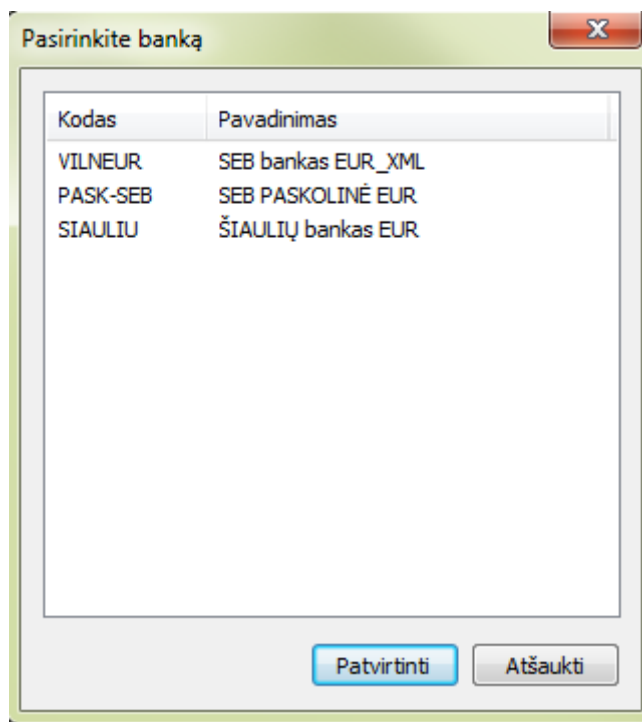 Pasirinkite banką
Kodas Pavadinimas
VILNEUR SEB bankas EUR_XML
PASK-SEB SEB PASKOLINĖ EUR
SIAULIU ŠIAULIŲ bankas EUR
Patvirtinti Atšaukti